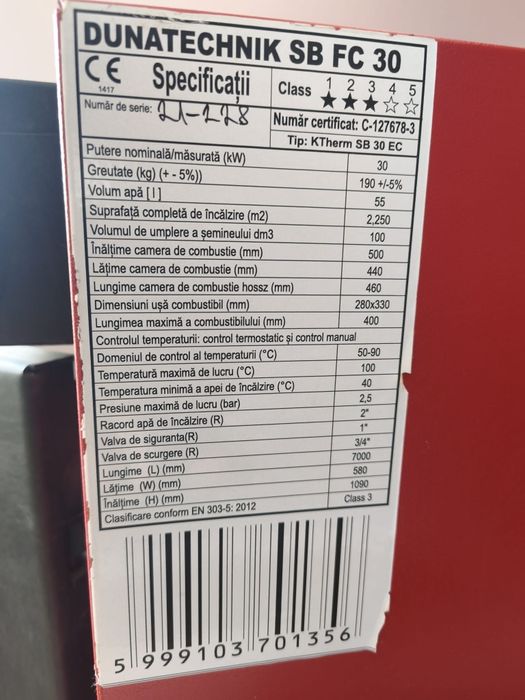 DUNATECHNIK SB FC 30
CE 1417 Specificații Class 1 2 3 4 5
Număr de serie: 21-228
Număr certificat: C-127678-3
Tip: KTherm SB 30 EC
Putere nominală/măsurată (kW) 30
Greutate (kg) (+ - 5%)) 190 +/-5%
Volum apă [l] 55
Suprafață completă de încălzire (m2) 2,250
Volumul de umplere a șemineului dm3 100
Înălțime camera de combustie (mm) 500
Lățime camera de combustie (mm) 440
Lungime camera de combustie hossz (mm) 460
Dimensiuni ușă combustibil (mm) 280x330
Lungimea maximă a combustibilului (mm) 400
Controlul temperaturii: control termostatic și control manual
Domeniul de control al temperaturii (°C) 50-90
Temperatură maximă de lucru (°C) 100
Temperatura minimă a apei de încălzire (°C) 40
Presiune maximă de lucru (bar) 2,5
Racord apă de încălzire (R) 2"
Valva de siguranta(R) 1"
Valva de scurgere (R) 3/4"
Lungime (L) (mm) 7000
Lățime (W) (mm) 580
Înălțime (H) (mm) 1090
Clasificare conform EN 303-5: 2012 Class 3
5 999103 701356